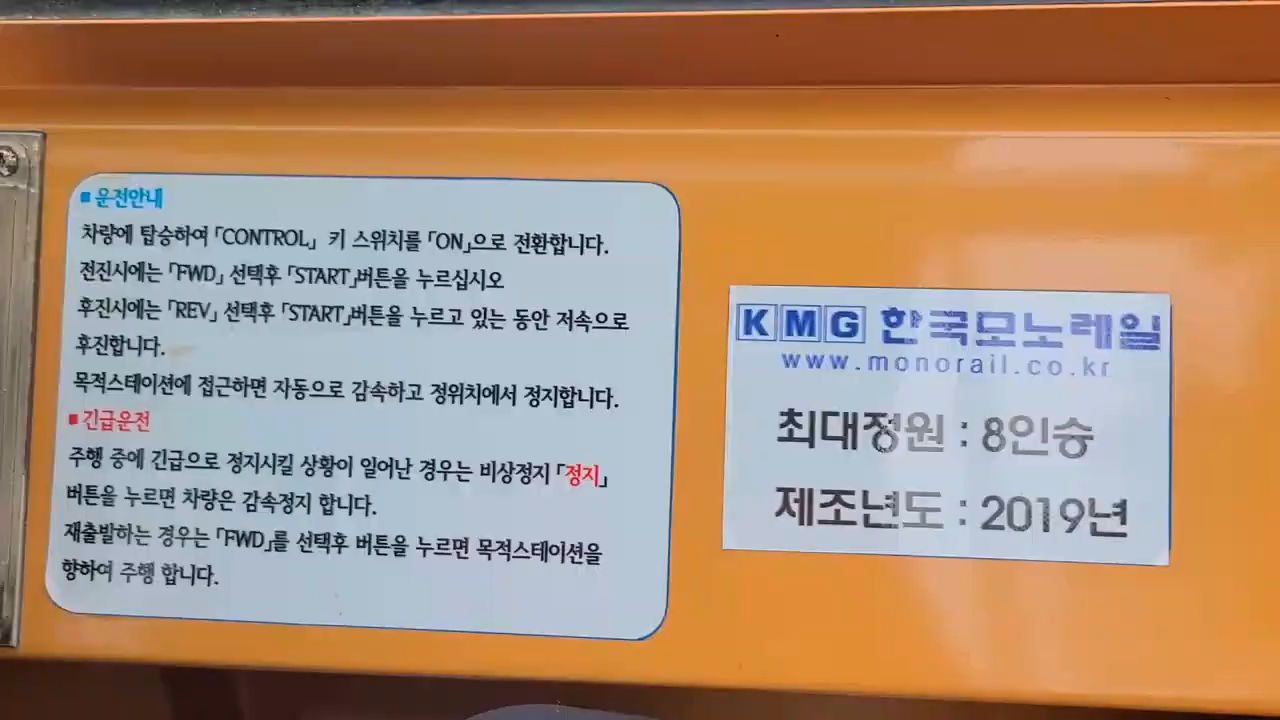 ■ 운전안내
차량에 탑승하여 「CONTROL」 키 스위치를 「ON」으로 전환합니다.
전진시에는 「FWD」 선택후 「START」버튼을 누르십시오
후진시에는 「REV」 선택후 「START」버튼을 누르고 있는 동안 저속으로
후진합니다.
목적스테이션에 접근하면 자동으로 감속하고 정위치에서 정지합니다.
■ 긴급운전
주행 중에 긴급으로 정지시킬 상황이 일어난 경우는 비상정지 「정지」
버튼을 누르면 차량은 감속정지 합니다.
재출발하는 경우는 「FWD」를 선택후 버튼을 누르면 목적스테이션을
향하여 주행 합니다.
KMG 한국모노레일
www.monorail.co.kr
최대정원 : 8인승
제조년도 : 2019년